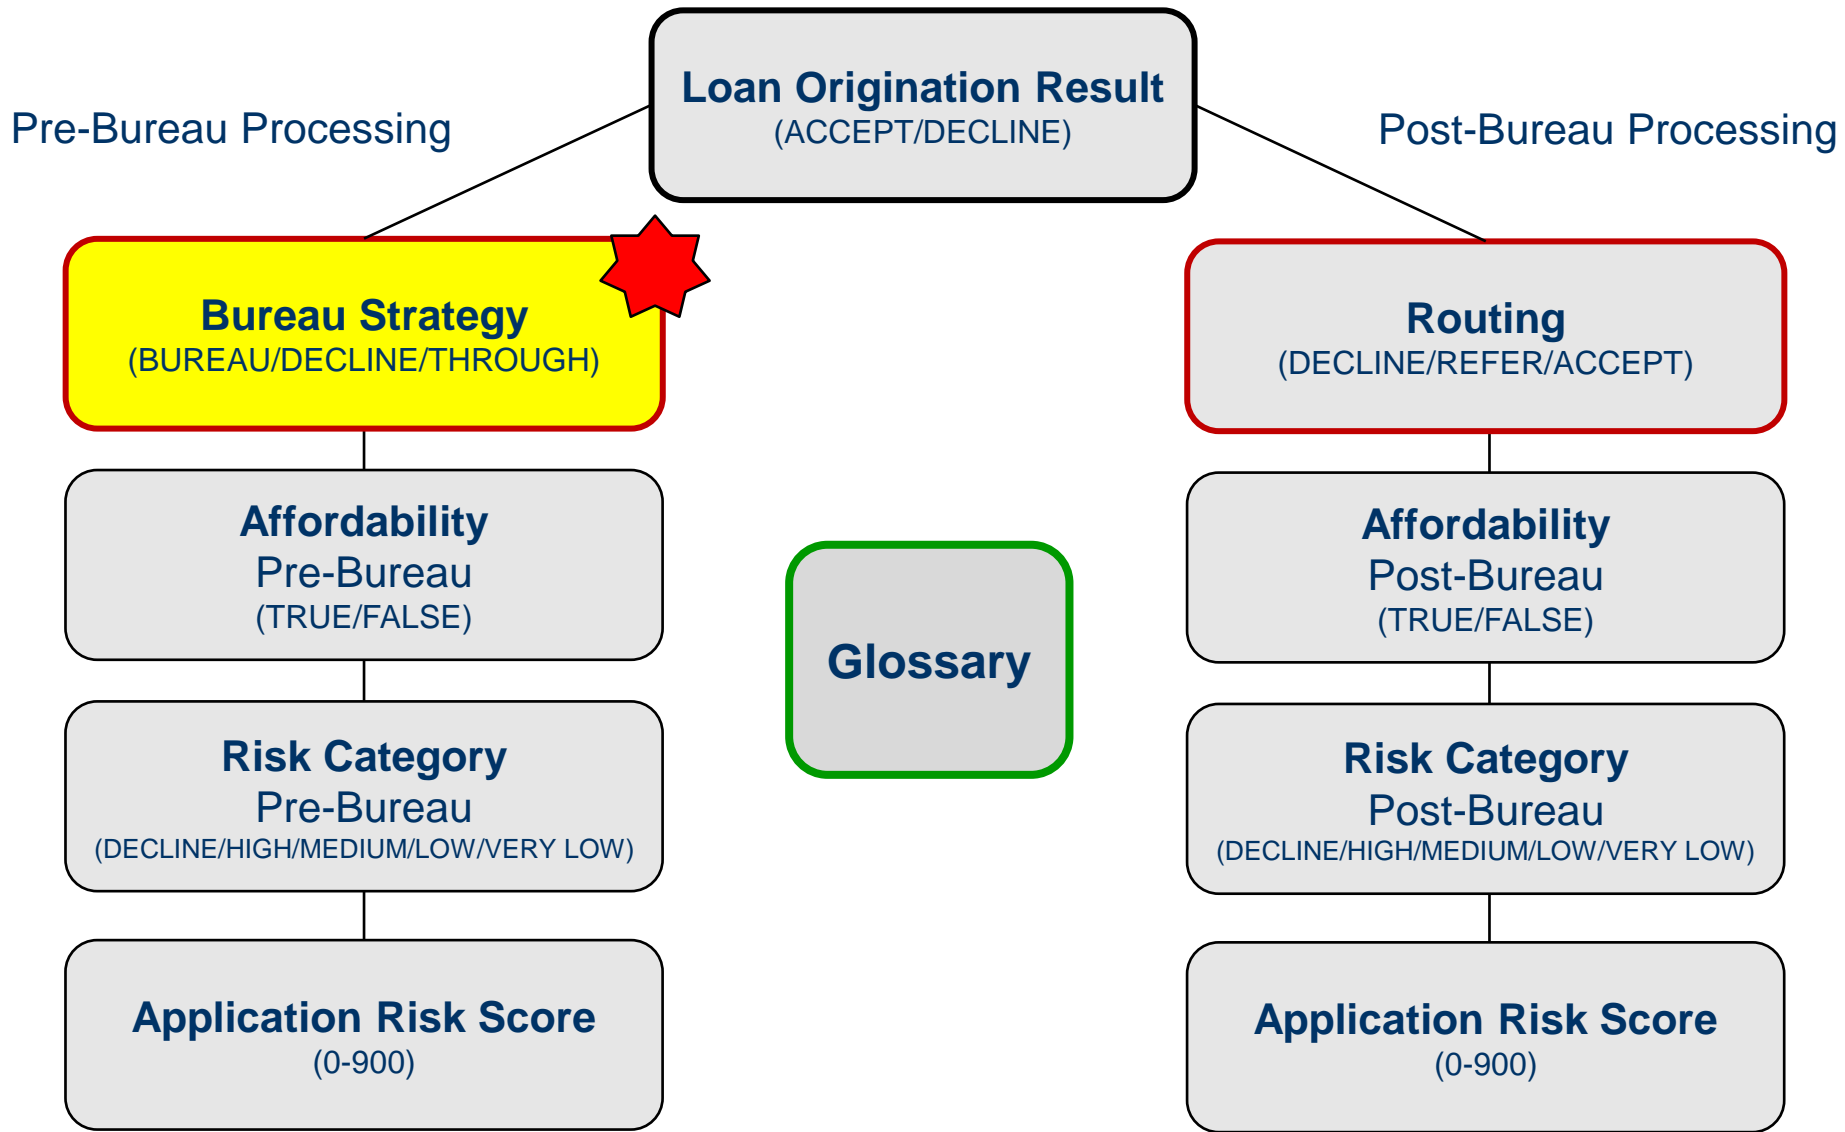 Loan Origination Result
(ACCEPT/DECLINE)
Pre-Bureau Processing
Post-Bureau Processing
Bureau Strategy
(BUREAU/DECLINE/THROUGH)
Affordability
Pre-Bureau
(TRUE/FALSE)
Risk Category
Pre-Bureau
(DECLINE/HIGH/MEDIUM/LOW/VERY LOW)
Application Risk Score
(0-900)
Glossary
Routing
(DECLINE/REFER/ACCEPT)
Affordability
Post-Bureau
(TRUE/FALSE)
Risk Category
Post-Bureau
(DECLINE/HIGH/MEDIUM/LOW/VERY LOW)
Application Risk Score
(0-900)